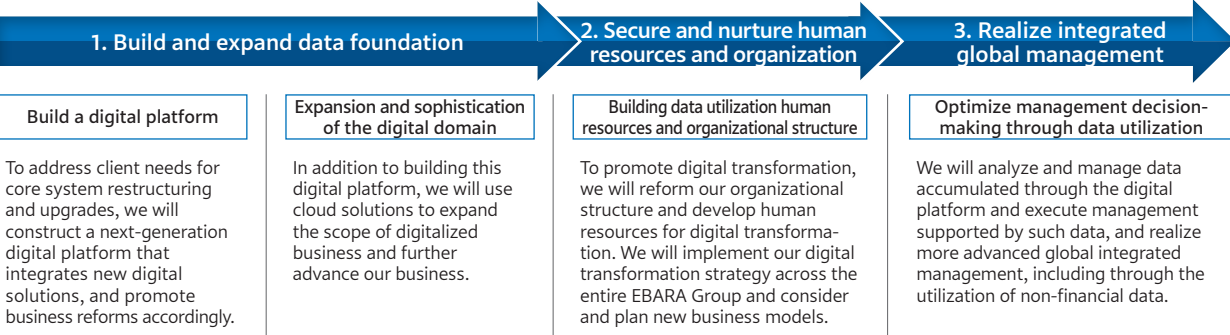 1. Build and expand data foundation
2. Secure and nurture human
resources and organization
3. Realize integrated
global management
Build a digital platform
To address client needs for
core system restructuring
and upgrades, we will
construct a next-generation
digital platform that
integrates new digital
solutions, and promote
business reforms accordingly.
Expansion and sophistication
of the digital domain
In addition to building this
digital platform, we will use
cloud solutions to expand
the scope of digitalized
business and further
advance our business.
Building data utilization human
resources and organizational structure
To promote digital transformation,
we will reform our organizational
structure and develop human
resources for digital transforma-
tion. We will implement our digital
transformation strategy across the
entire EBARA Group and consider
and plan new business models.
Optimize management decision-
making through data utilization
We will analyze and manage data
accumulated through the digital
platform and execute management
supported by such data, and realize
more advanced global integrated
management, including through the
utilization of non-financial data.